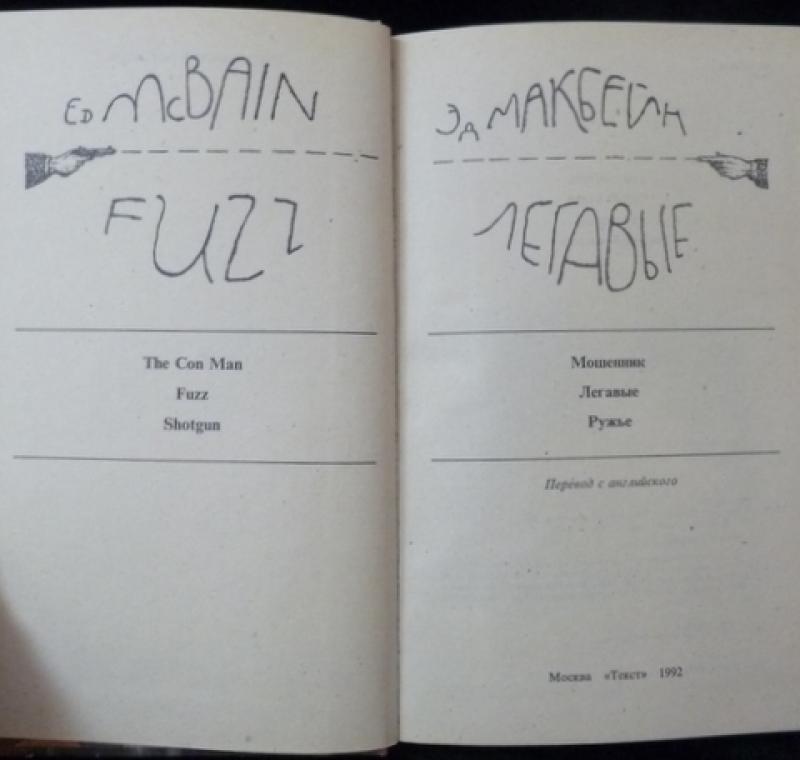 ED McBAIN
FUZZ
The Con Man
Fuzz
Shotgun
ЭД МАКБЕЙН
ЛЕГАВЫЕ
Мошенник
Легавые
Ружье
Перевод с английского
Москва «Текст» 1992